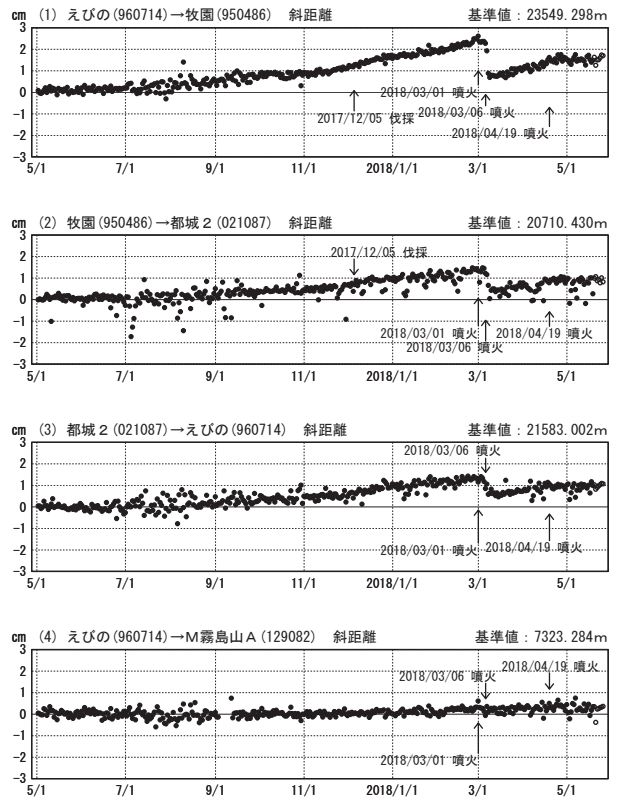 cm (1) えびの(960714)→牧園(950486) 斜距離 基準値：23549.298m
3
2
1
0
-1
-2
-3
2018/03/01 噴火
2018/03/06 噴火
2017/12/05 伐採
2018/04/19 噴火
5/1 7/1 9/1 11/1 2018/1/1 3/1 5/1
cm (2) 牧園(950486)→都城２(021087) 斜距離 基準値：20710.430m
3
2
1
0
-1
-2
-3
2017/12/05 伐採
2018/03/01 噴火 2018/04/19 噴火
2018/03/06 噴火
5/1 7/1 9/1 11/1 2018/1/1 3/1 5/1
cm (3) 都城２(021087)→えびの(960714) 斜距離 基準値：21583.002m
3
2
1
0
-1
-2
-3
2018/03/06 噴火
2018/03/01 噴火 2018/04/19 噴火
5/1 7/1 9/1 11/1 2018/1/1 3/1 5/1
cm (4) えびの(960714)→Ｍ霧島山Ａ(129082) 斜距離 基準値：7323.284m
3
2
1
0
-1
-2
-3
2018/04/19 噴火
2018/03/06 噴火
2018/03/01 噴火
5/1 7/1 9/1 11/1 2018/1/1 3/1 5/1